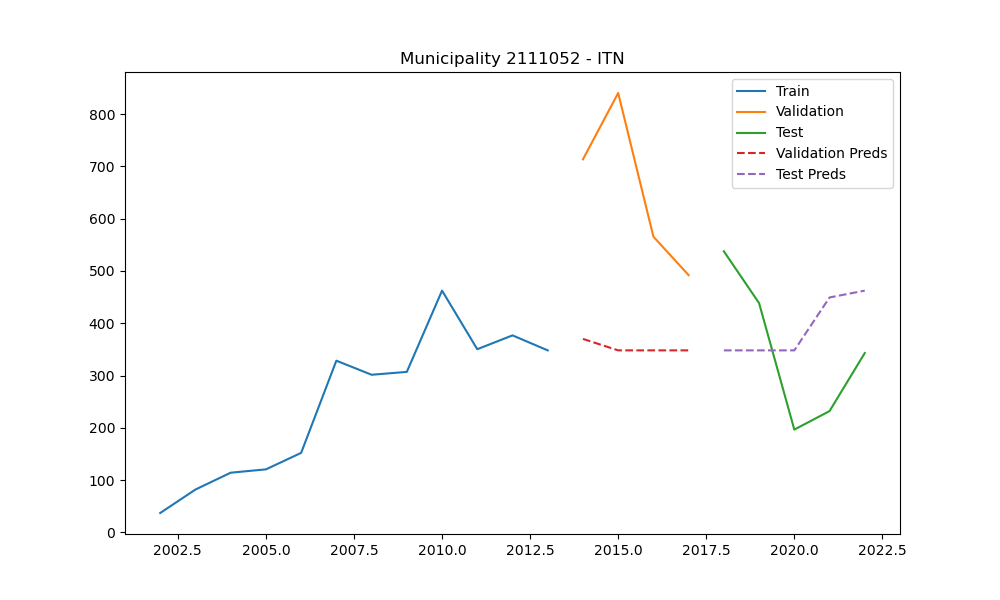 Municipality 2111052 - ITN
Train
Validation
Test
Validation Preds
Test Preds
800
700
600
500
400
300
200
100
0
2002.5 2005.0 2007.5 2010.0 2012.5 2015.0 2017.5 2020.0 2022.5